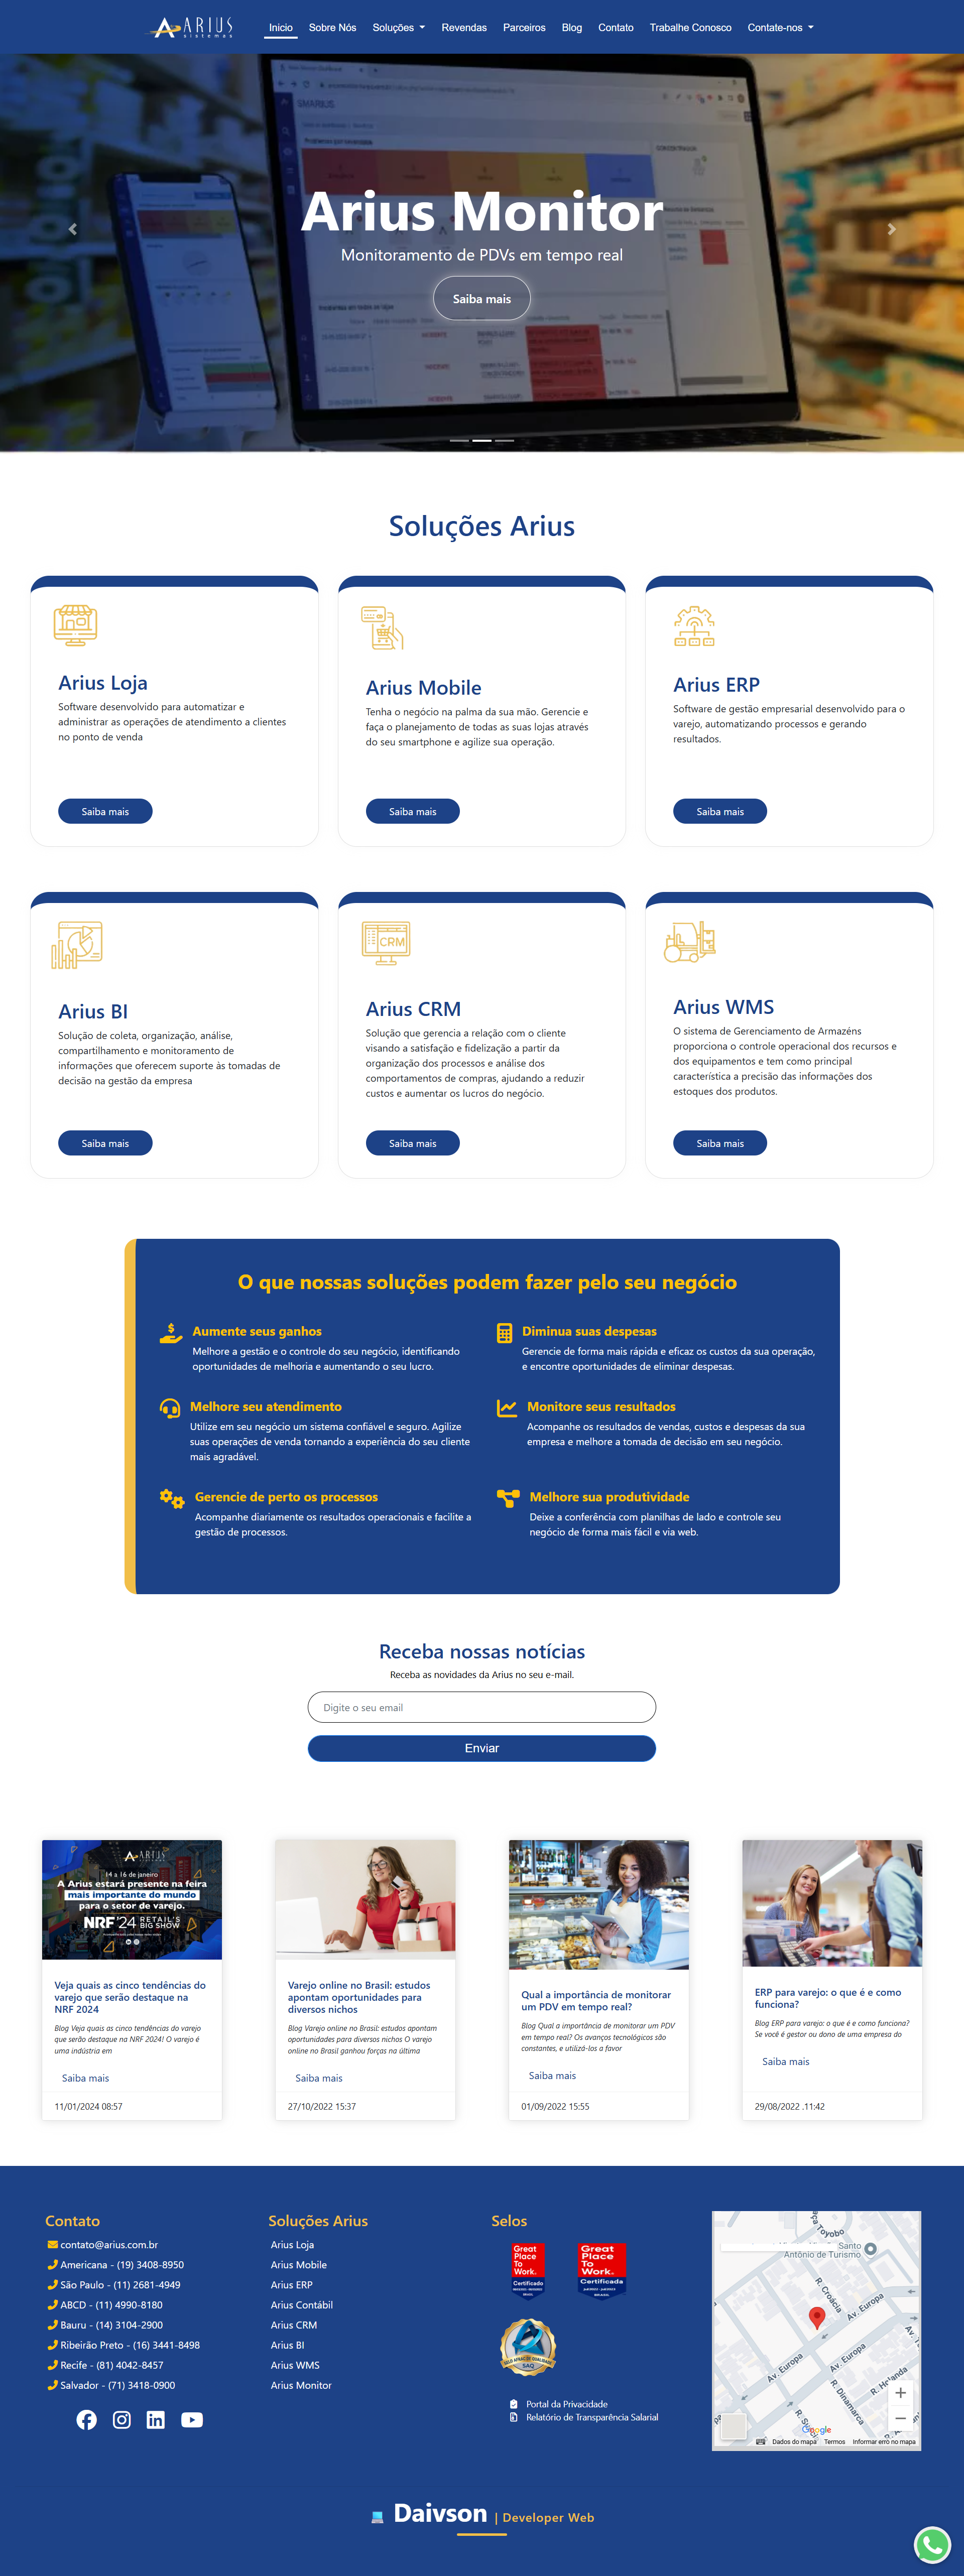 ARIUS
sistemas
Inicio Sobre Nós Soluções Revendas Parceiros Blog Contato Trabalhe Conosco Contate-nos
SMARIUS
Arius Monitor
Monitoramento de PDVs em tempo real
Saiba mais
Soluções Arius
Arius Loja
Software desenvolvido para automatizar e
administrar as operações de atendimento a clientes
no ponto de venda
Saiba mais
Arius Mobile
Tenha o negócio na palma da sua mão. Gerencie e
faça o planejamento de todas as suas lojas através
do seu smartphone e agilize sua operação.
Saiba mais
Arius ERP
Software de gestão empresarial desenvolvido para o
varejo, automatizando processos e gerando
resultados.
Saiba mais
Arius BI
Solução de coleta, organização, análise,
compartilhamento e monitoramento de
informações que oferecem suporte às tomadas de
decisão na gestão da empresa
Saiba mais
CRM
Arius CRM
Solução que gerencia a relação com o cliente
visando a satisfação e fidelização a partir da
organização dos processos e análise dos
comportamentos de compras, ajudando a reduzir
custos e aumentar os lucros do negócio.
Saiba mais
Arius WMS
O sistema de Gerenciamento de Armazéns
proporciona o controle operacional dos recursos e
dos equipamentos e tem como principal
característica a precisão das informações dos
estoques dos produtos.
Saiba mais
O que nossas soluções podem fazer pelo seu negócio
Aumente seus ganhos
Melhore a gestão e o controle do seu negócio, identificando
oportunidades de melhoria e aumentando o seu lucro.
Diminua suas despesas
Gerencie de forma mais rápida e eficaz os custos da sua operação,
e encontre oportunidades de eliminar despesas.
Melhore seu atendimento
Utilize em seu negócio um sistema confiável e seguro. Agilize
suas operações de venda tornando a experiência do seu cliente
mais agradável.
Monitore seus resultados
Acompanhe os resultados de vendas, custos e despesas da sua
empresa e melhore a tomada de decisão em seu negócio.
Gerencie de perto os processos
Acompanhe diariamente os resultados operacionais e facilite a
gestão de processos.
Melhore sua produtividade
Deixe a conferência com planilhas de lado e controle seu
negócio de forma mais fácil e via web.
Receba nossas notícias
Receba as novidades da Arius no seu e-mail.
Digite o seu email
Enviar
ARIUS
14 a 16 de janeiro
A Arius estará presente na feira
mais importante do mundo
para o setor de varejo.
NRF'24 RETAIL'S
BIG SHOW
Veja quais as cinco tendências do
varejo que serão destaque na
NRF 2024
Blog Veja quais as cinco tendências do varejo
que serão destaque na NRF 2024! O varejo é
uma indústria em
Saiba mais
11/01/2024 08:57
Varejo online no Brasil: estudos
apontam oportunidades para
diversos nichos
Blog Varejo online no Brasil: estudos apontam
oportunidades para diversos nichos O varejo
online no Brasil ganhou forças na última
Saiba mais
27/10/2022 15:37
Qual a importância de monitorar
um PDV em tempo real?
Blog Qual a importância de monitorar um PDV
em tempo real? Os avanços tecnológicos são
constantes, e utilizá-los a favor
Saiba mais
01/09/2022 15:55
ERP para varejo: o que é e como
funciona?
Blog ERP para varejo: o que é e como funciona?
Se você é gestor ou dono de uma empresa do
Saiba mais
29/08/2022 .11:42
Contato
contato@arius.com.br
Americana - (19) 3408-8950
São Paulo - (11) 2681-4949
ABCD - (11) 4990-8180
Bauru - (14) 3104-2900
Ribeirão Preto - (16) 3441-8498
Recife - (81) 4042-8457
Salvador - (71) 3418-0900
Soluções Arius
Arius Loja
Arius Mobile
Arius ERP
Arius Contábil
Arius CRM
Arius BI
Arius WMS
Arius Monitor
Selos
Great
Place
To
Work.
Certificado
Great
Place
To
Work.
Certificada
SELO AFRAC DE QUALIDADE
SAQ
Portal da Privacidade
Relatório de Transparência Salarial
Toyobo
Santo
Antônio de Turismo
R. Croácia
Av. Europa
Av. Europa
Av. Europa
R. Holanda
R. Dinamarca
Google
Dados do mapa Termos Informar erro no mapa
Daivson | Developer Web